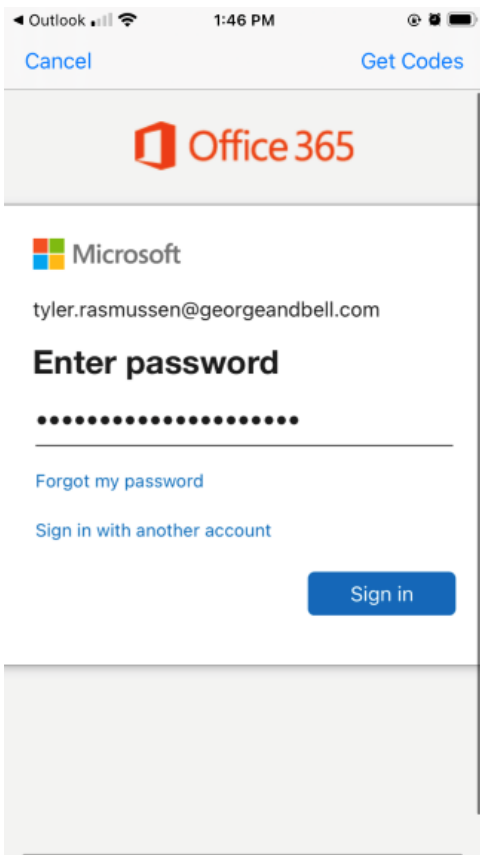 Outlook 1:46 PM
Cancel Get Codes
Office 365
Microsoft
tyler.rasmussen@georgeandbell.com
Enter password
•••••••••••••••••••••
Forgot my password
Sign in with another account
Sign in